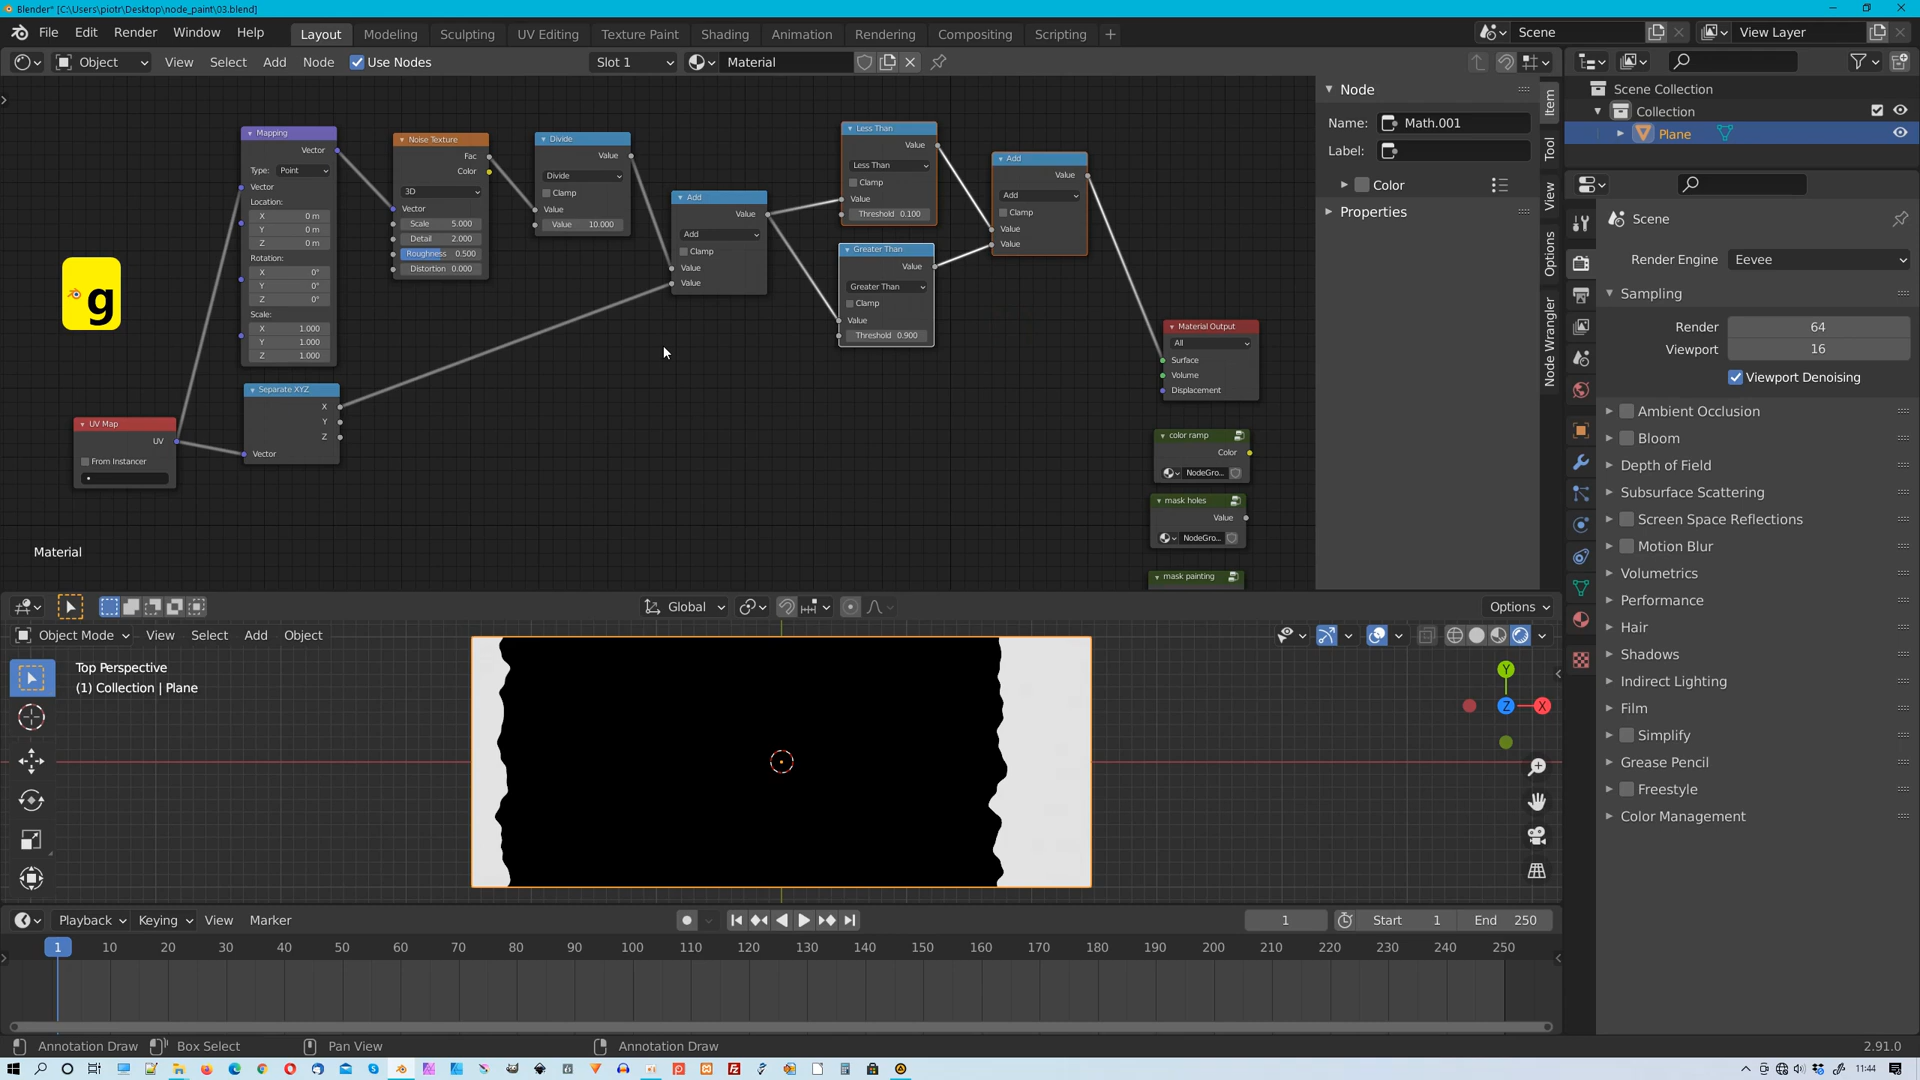 Blender* [C:\Users\piotr\Desktop\node_paint\03.blend]
File Edit Render Window Help Layout Modeling Sculpting UV Editing Texture Paint Shading Animation Rendering Compositing Scripting Scene View Layer
Object View Select Add Node Use Nodes Slot 1 Material
Node
Name: Math.001
Label:
Color
Properties
Item
Tool
View
Options
Node Wrangler
Scene Collection
Collection
Plane
Scene
Render Engine Eevee
Sampling
Render 64
Viewport 16
Viewport Denoising
Ambient Occlusion
Bloom
Depth of Field
Subsurface Scattering
Screen Space Reflections
Motion Blur
Volumetrics
Performance
Hair
Shadows
Indirect Lighting
Film
Simplify
Grease Pencil
Freestyle
Color Management
Mapping
Vector
Type: Point
Vector
Location:
X 0 m
Y 0 m
Z 0 m
Rotation:
X 0°
Y 0°
Z 0°
Scale:
X 1.000
Y 1.000
Z 1.000
Noise Texture
Fac
Color
3D
Vector
Scale 5.000
Detail 2.000
Roughness 0.500
Distortion 0.000
Divide
Value
Divide
Clamp
Value
Value 10.000
Add
Value
Add
Clamp
Value
Value
Less Than
Value
Less Than
Clamp
Value
Threshold 0.100
Greater Than
Value
Greater Than
Clamp
Value
Threshold 0.900
Add
Value
Add
Clamp
Value
Value
Material Output
All
Surface
Volume
Displacement
color ramp
Color
NodeGro...
mask holes
Value
NodeGro...
mask painting
Separate XYZ
X
Y
Z
Vector
UV Map
UV
From Instancer
g
Material
Global Options
Object Mode View Select Add Object
Top Perspective
(1) Collection | Plane
Y
Z
X
Playback Keying View Marker 1 Start 1 End 250
1 10 20 30 40 50 60 70 80 90 100 110 120 130 140 150 160 170 180 190 200 210 220 230 240 250
Annotation Draw Box Select Pan View Annotation Draw 2.91.0
11:44